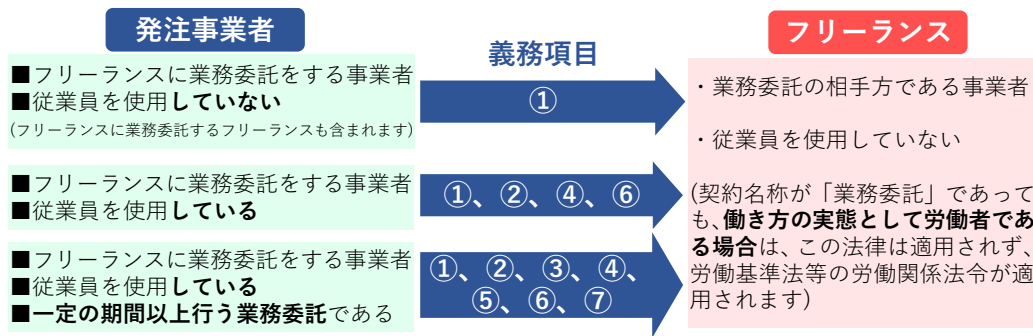 発注事業者
義務項目
フリーランス
■フリーランスに業務委託をする事業者
■従業員を使用していない
(フリーランスに業務委託するフリーランスも含まれます)
①
■フリーランスに業務委託をする事業者
■従業員を使用している
①、②、④、⑥
■フリーランスに業務委託をする事業者
■従業員を使用している
■一定の期間以上行う業務委託である
①、②、③、④、
⑤、⑥、⑦
・業務委託の相手方である事業者
・従業員を使用していない
(契約名称が「業務委託」であって
も、働き方の実態として労働者であ
る場合は、この法律は適用されず、
労働基準法等の労働関係法令が適
用されます)